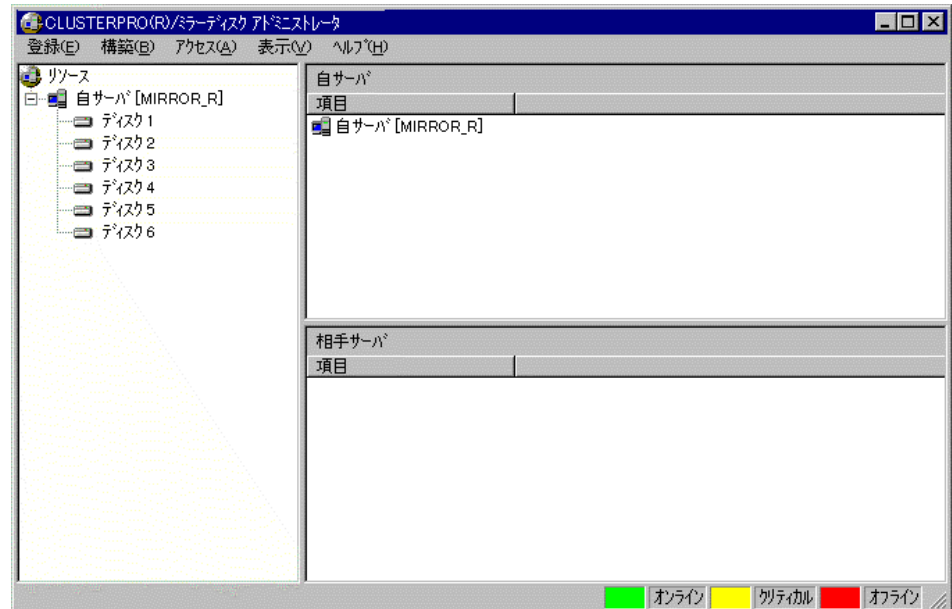 CLUSTERPRO(R)/ミラーディスク アドミニストレータ
登録(E) 構築(B) アクセス(A) 表示(V) ヘルプ(H)
リソース
自サーバ[MIRROR_R]
ディスク1
ディスク2
ディスク3
ディスク4
ディスク5
ディスク6
自サーバ
項目
自サーバ[MIRROR_R]
相手サーバ
項目
オンライン クリティカル オフライン